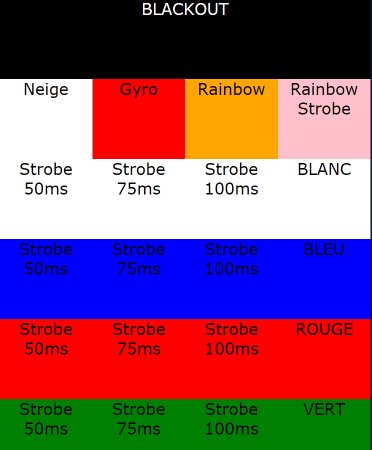 BLACKOUT
Neige Gyro Rainbow Rainbow
Strobe
Strobe Strobe Strobe BLANC
50ms 75ms 100ms
Strobe Strobe Strobe BLEU
50ms 75ms 100ms
Strobe Strobe Strobe ROUGE
50ms 75ms 100ms
Strobe Strobe Strobe VERT
50ms 75ms 100ms